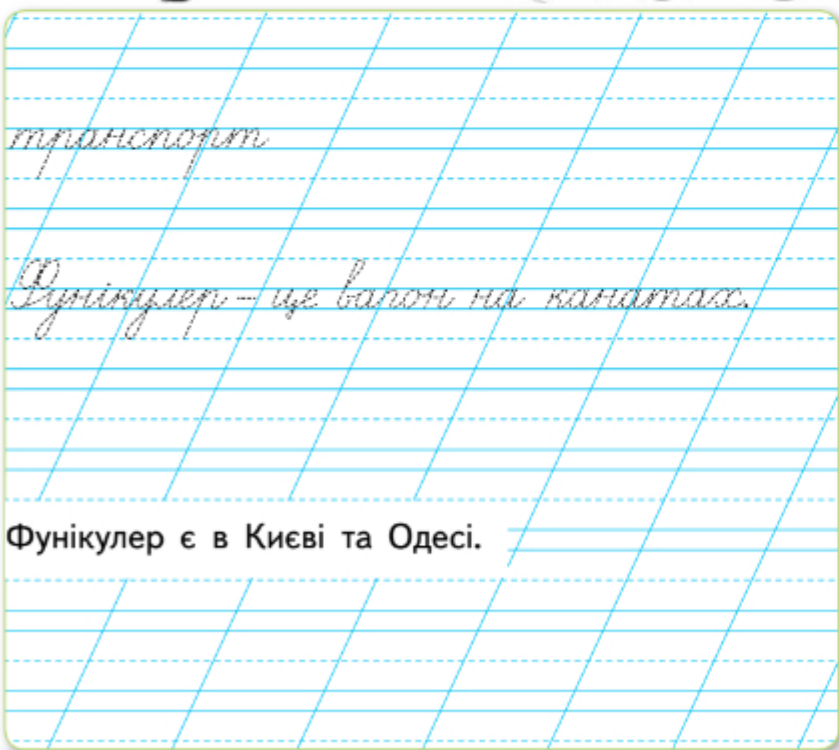 транспорт
Фунікулер – це вагон на канатах.
Фунікулер є в Києві та Одесі.